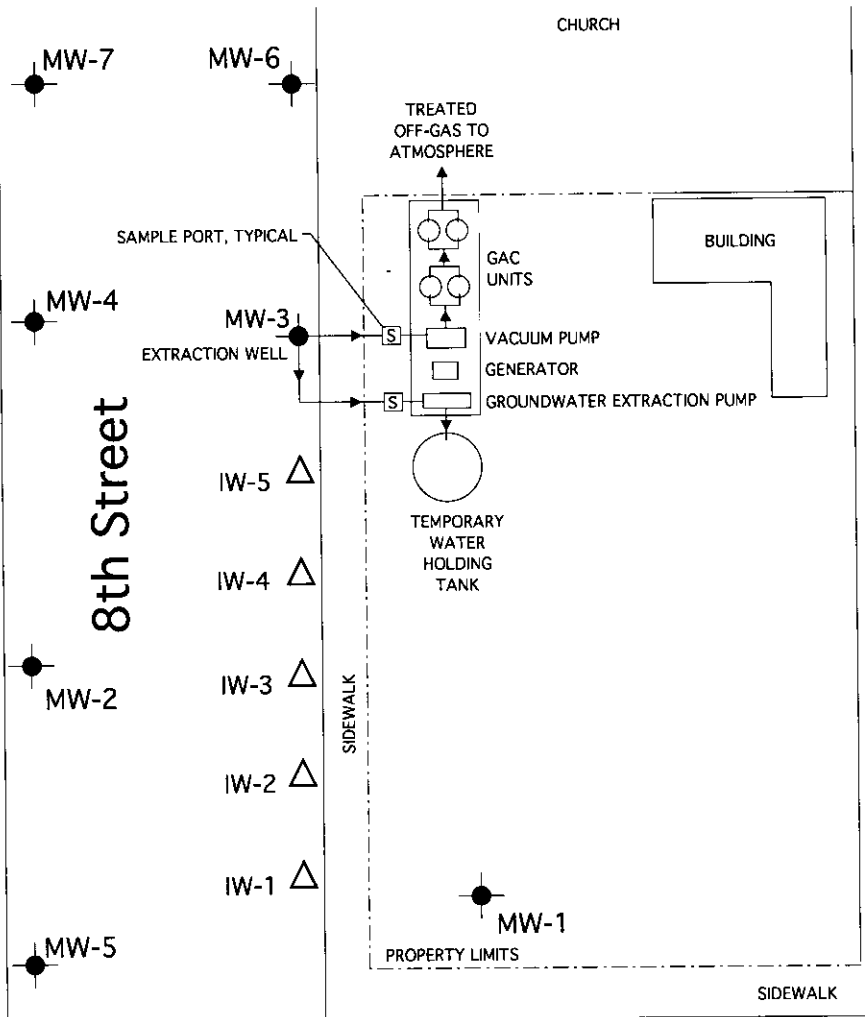 CHURCH
MW-7
MW-6
TREATED
OFF-GAS TO
ATMOSPHERE
SAMPLE PORT, TYPICAL
GAC
UNITS
BUILDING
MW-4
MW-3
S
VACUUM PUMP
EXTRACTION WELL
GENERATOR
S
GROUNDWATER EXTRACTION PUMP
8th Street
IW-5
TEMPORARY
WATER
HOLDING
TANK
IW-4
IW-3
MW-2
SIDEWALK
IW-2
IW-1
MW-1
MW-5
PROPERTY LIMITS
SIDEWALK